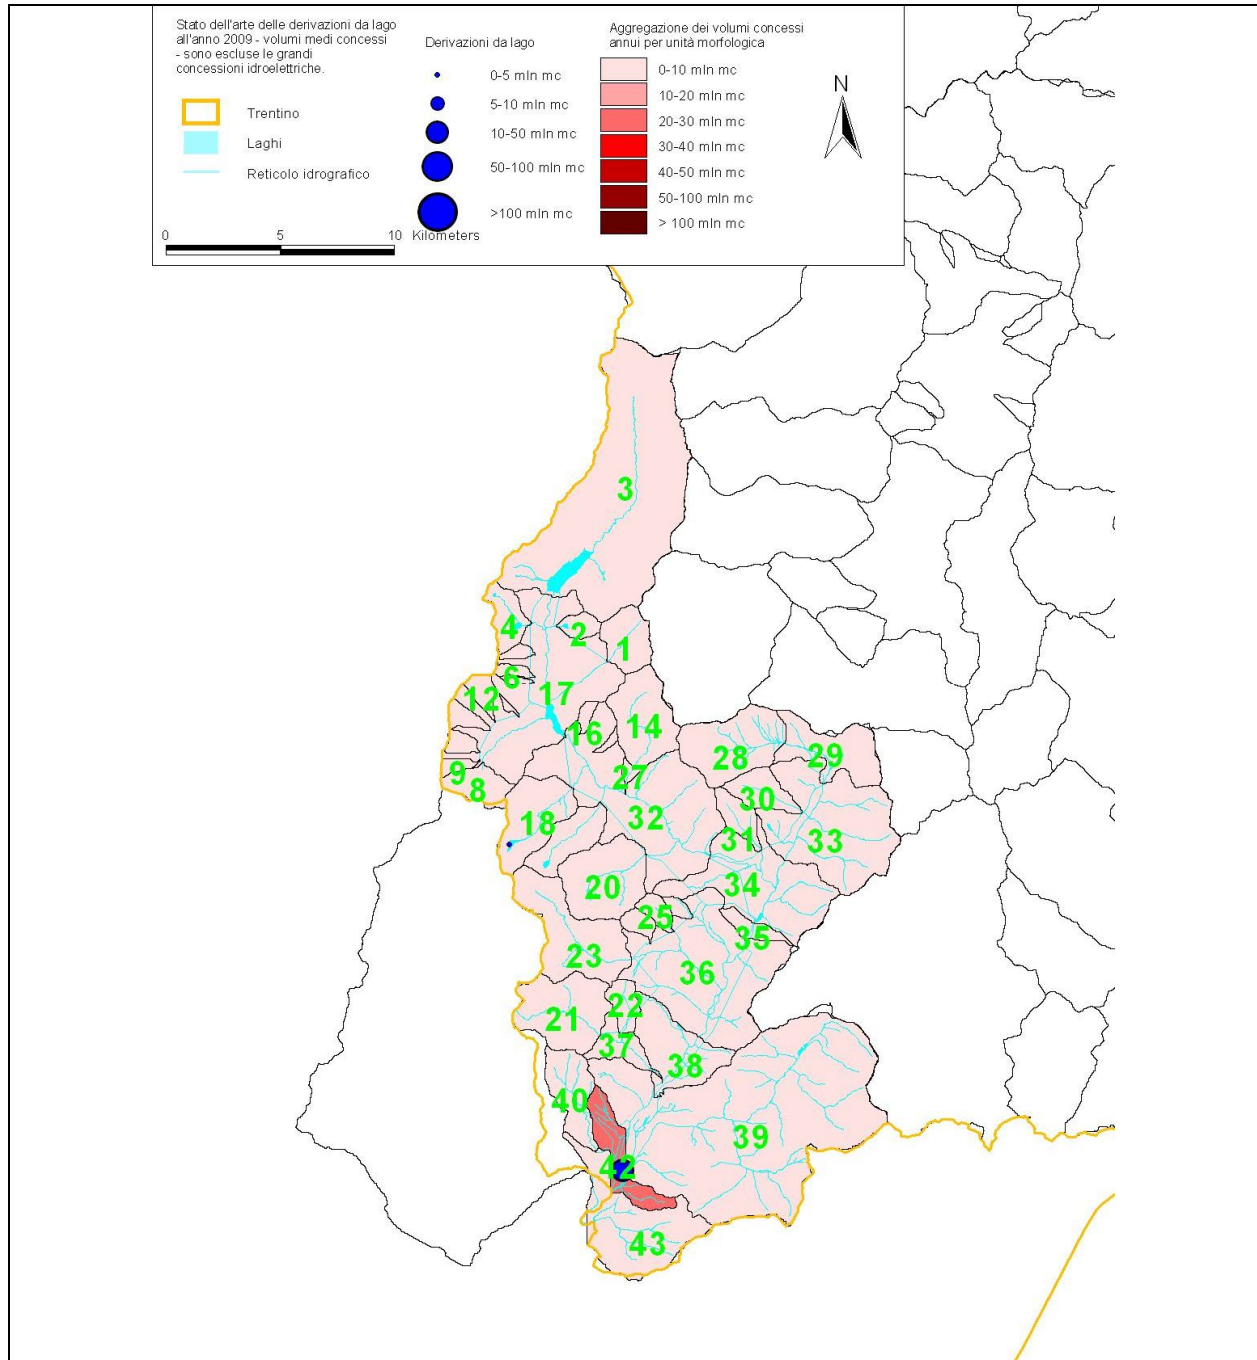 Stato dell'arte delle derivazioni da lago
all'anno 2009 - volumi medi concessi
- sono escluse le grandi
concessioni idroelettriche.
Trentino
Laghi
Reticolo idrografico
0 5 10 Kilometers
Derivazioni da lago
0-5 mln mc
5-10 mln mc
10-50 mln mc
50-100 mln mc
>100 mln mc
Aggregazione dei volumi concessi
annui per unità morfologica
0-10 mln mc
10-20 mln mc
20-30 mln mc
30-40 mln mc
40-50 mln mc
50-100 mln mc
> 100 mln mc
N
3
4
2
1
6
12
17
16
14
28
29
9
8
27
30
18
32
31
33
20
34
25
35
23
36
22
21
37
38
40
39
42
43